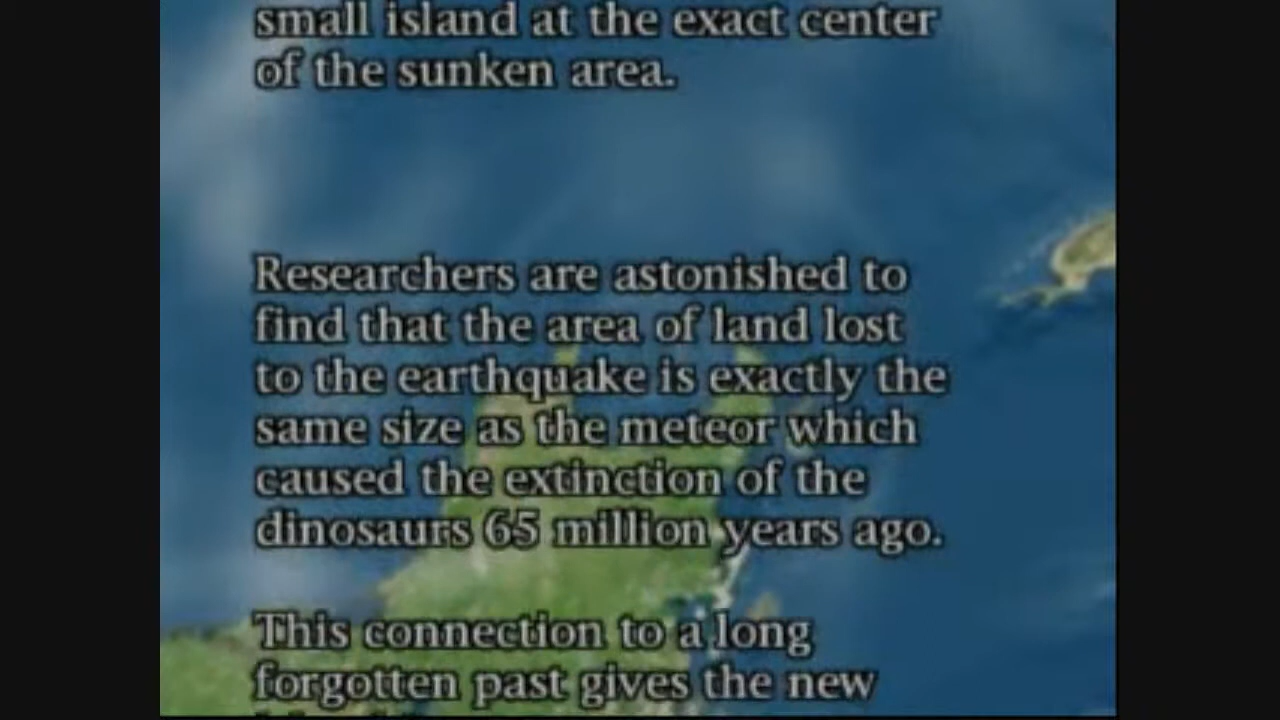 small island at the exact center
of the sunken area.
Researchers are astonished to
find that the area of land lost
to the earthquake is exactly the
same size as the meteor which
caused the extinction of the
dinosaurs 65 million years ago.
This connection to a long
forgotten past gives the new